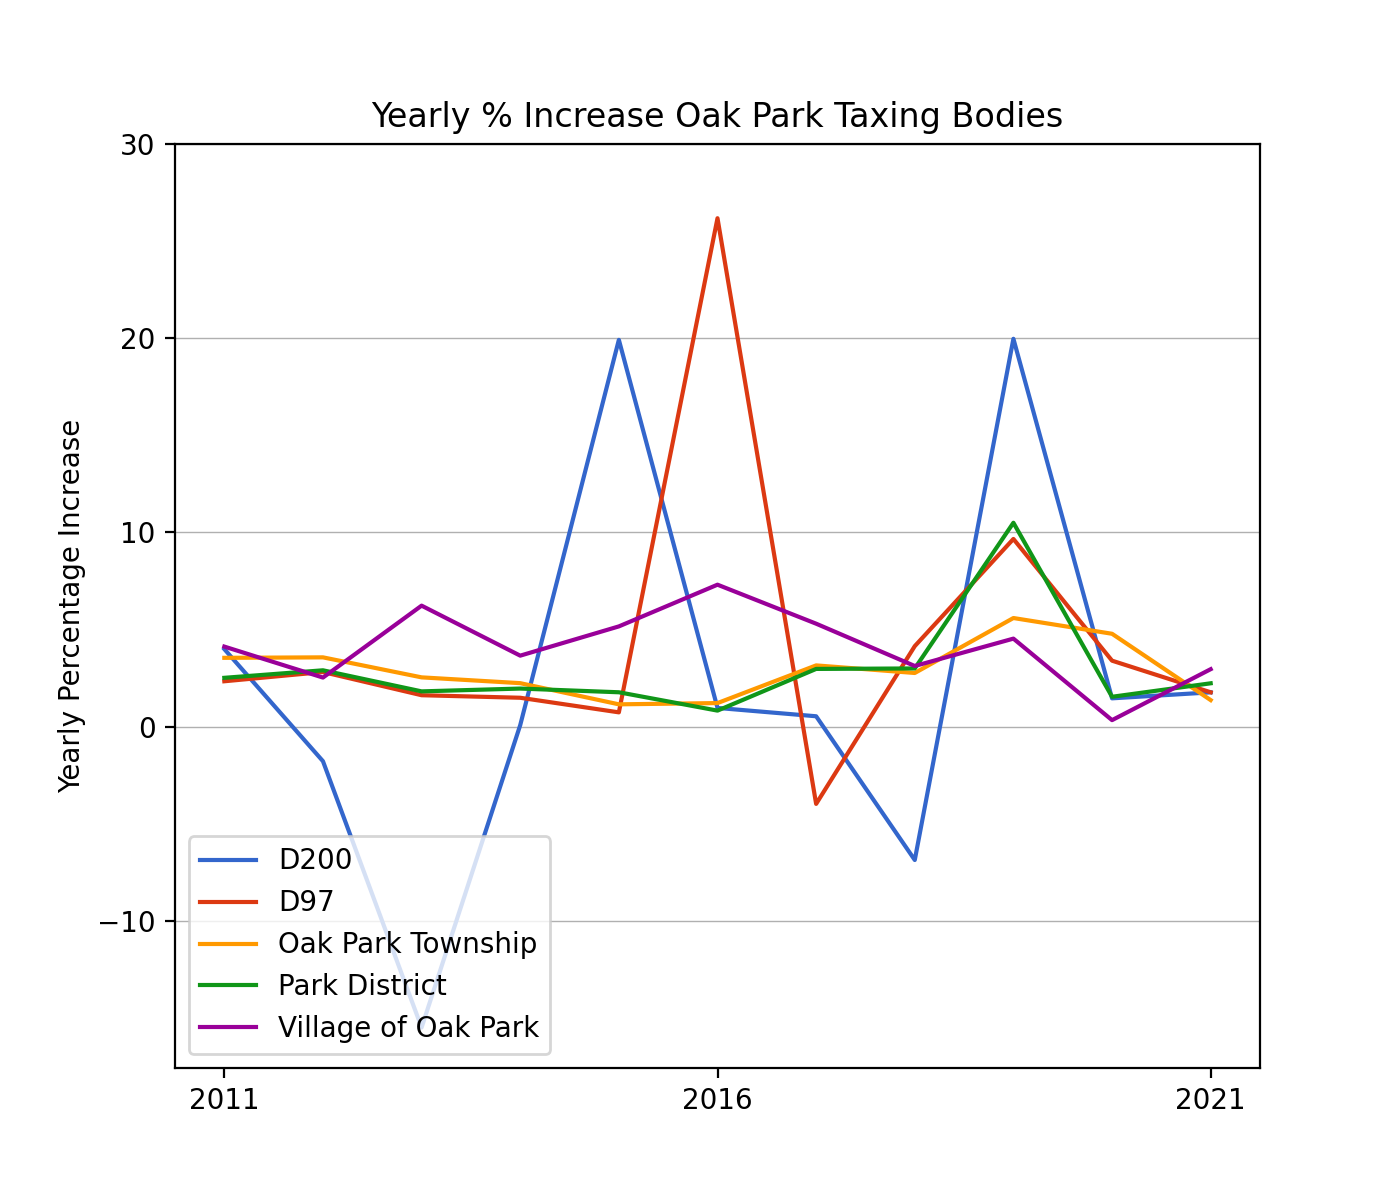 Yearly % Increase Oak Park Taxing Bodies
30
20
10
0
−10
Yearly Percentage Increase
D200
D97
Oak Park Township
Park District
Village of Oak Park
2011
2016
2021